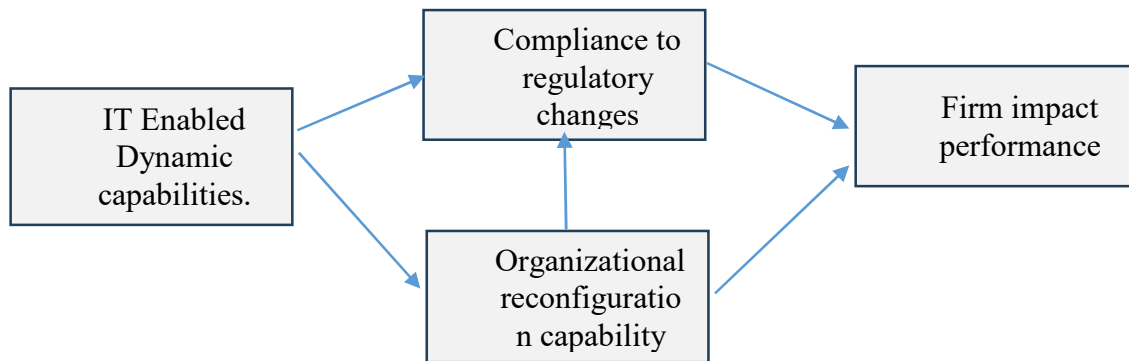 IT Enabled
Dynamic
capabilities.
Compliance to
regulatory
changes
Organizational
reconfiguratio
n capability
Firm impact
performance